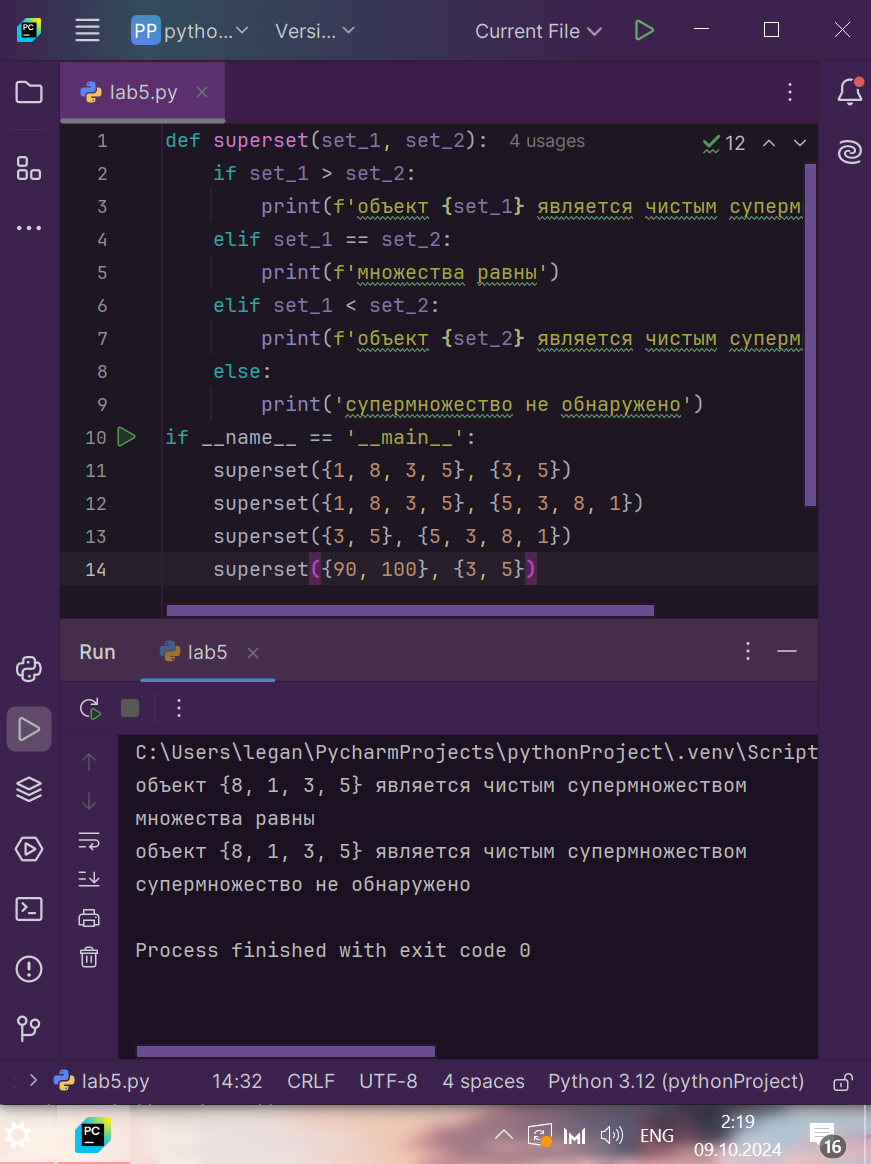 PC PP pytho... Versi... Current File
lab5.py
1 def superset(set_1, set_2): 4 usages 12
2 if set_1 > set_2:
3 print(f'объект {set_1} является чистым суперм
4 elif set_1 == set_2:
5 print(f'множества равны')
6 elif set_1 < set_2:
7 print(f'объект {set_2} является чистым суперм
8 else:
9 print('супермножество не обнаружено')
10 if __name__ == '__main__':
11 superset({1, 8, 3, 5}, {3, 5})
12 superset({1, 8, 3, 5}, {5, 3, 8, 1})
13 superset({3, 5}, {5, 3, 8, 1})
14 superset({90, 100}, {3, 5})
Run lab5
C:\Users\legan\PycharmProjects\pythonProject\.venv\Script
объект {8, 1, 3, 5} является чистым супермножеством
множества равны
объект {8, 1, 3, 5} является чистым супермножеством
супермножество не обнаружено
Process finished with exit code 0
lab5.py 14:32 CRLF UTF-8 4 spaces Python 3.12 (pythonProject)
PC ENG 2:19
09.10.2024 16